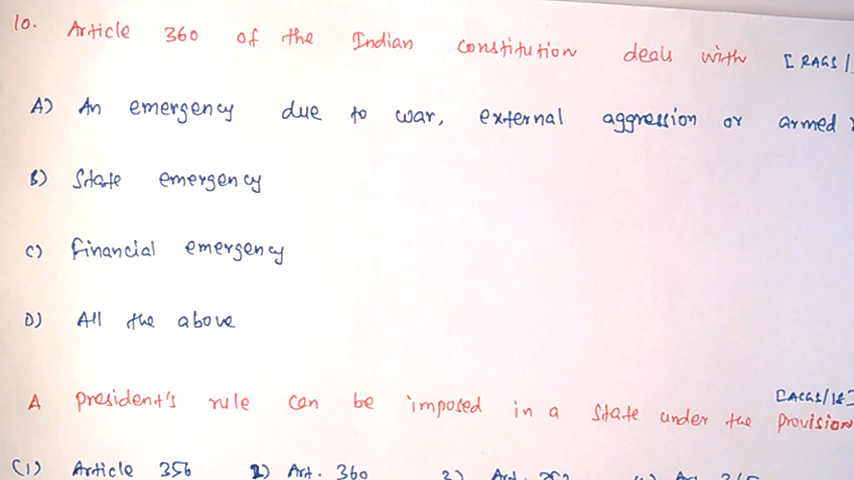 10. Article 360 of the Indian constitution deals with [RAGS/
A) An emergency due to war, external aggression or armed
B) State emergency
C) Financial emergency
D) All the above
[ACGS/18]
A president's rule can be imposed in a State under the provision
(1) Article 356 2) Art. 360